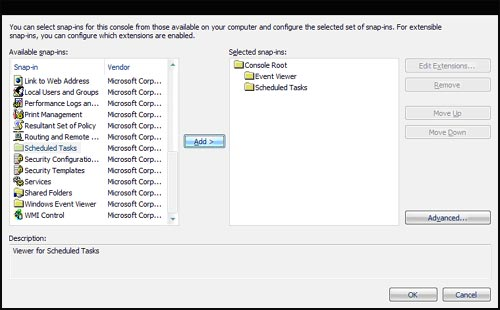 You can select snap-ins for this console from those available on your computer and configure the selected set of snap-ins. For extensible
snap-ins, you can configure which extensions are enabled.
Available snap-ins:
Selected snap-ins:
Snap-in Vendor
Link to Web Address Microsoft Corp...
Local Users and Groups Microsoft Corp...
Performance Logs an... Microsoft Corp...
Print Management Microsoft Corp...
Resultant Set of Policy Microsoft Corp...
Routing and Remote ... Microsoft Corp...
Scheduled Tasks Microsoft Corp...
Security Configuratio... Microsoft Corp...
Security Templates Microsoft Corp...
Services Microsoft Corp...
Shared Folders Microsoft Corp...
Windows Event Viewer Microsoft Corp...
WMI Control Microsoft Corp...
Add >
Console Root
Event Viewer
Scheduled Tasks
Edit Extensions...
Remove
Move Up
Move Down
Advanced...
Description:
Viewer for Scheduled Tasks
OK
Cancel